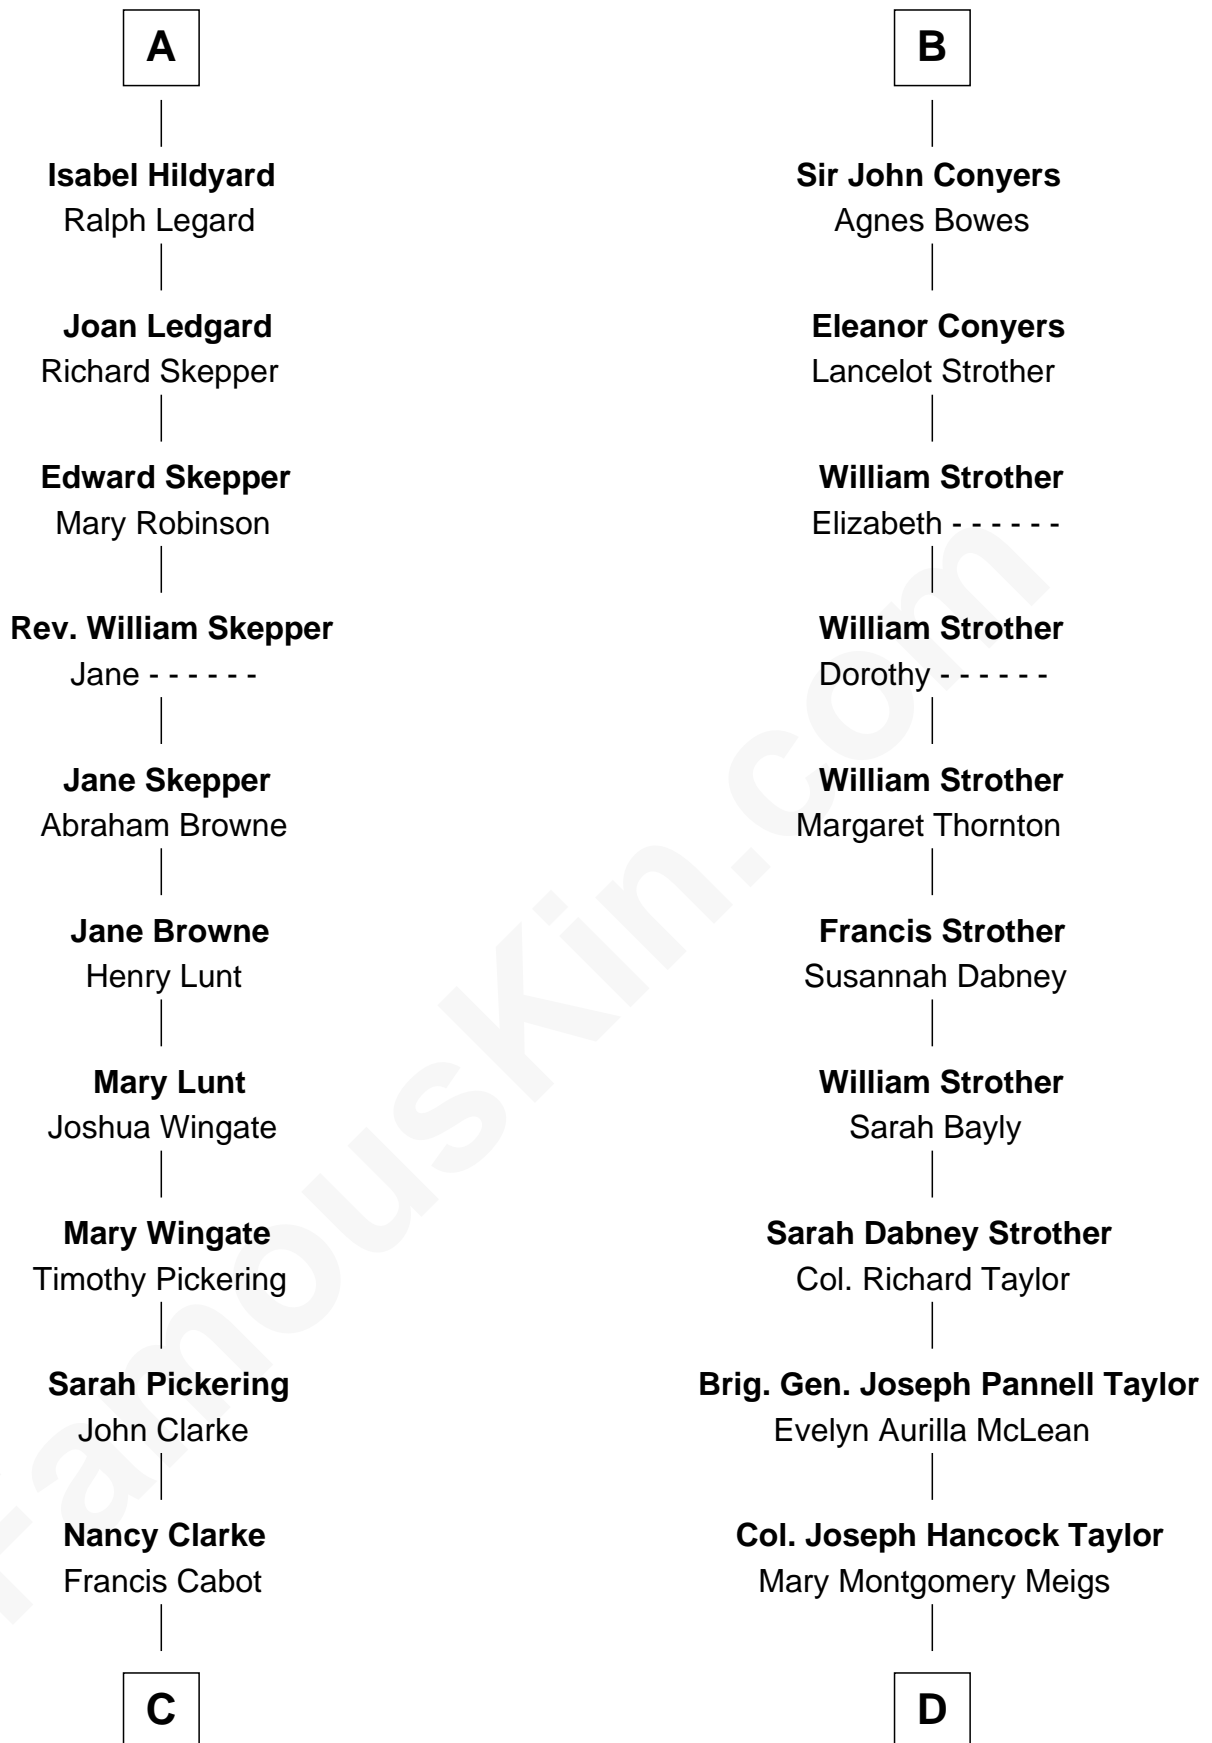 A
Isabel Hildyard
Ralph Legard
Joan Ledgard
Richard Skepper
Edward Skepper
Mary Robinson
Rev. William Skepper
Jane - - - - - -
Jane Skepper
Abraham Browne
Jane Browne
Henry Lunt
Mary Lunt
Joshua Wingate
Mary Wingate
Timothy Pickering
Sarah Pickering
John Clarke
Nancy Clarke
Francis Cabot
C
B
Sir John Conyers
Agnes Bowes
Eleanor Conyers
Lancelot Strother
William Strother
Elizabeth - - - - - -
William Strother
Dorothy - - - - - -
William Strother
Margaret Thornton
Francis Strother
Susannah Dabney
William Strother
Sarah Bayly
Sarah Dabney Strother
Col. Richard Taylor
Brig. Gen. Joseph Pannell Taylor
Evelyn Aurilla McLean
Col. Joseph Hancock Taylor
Mary Montgomery Meigs
D
FamousKin.com